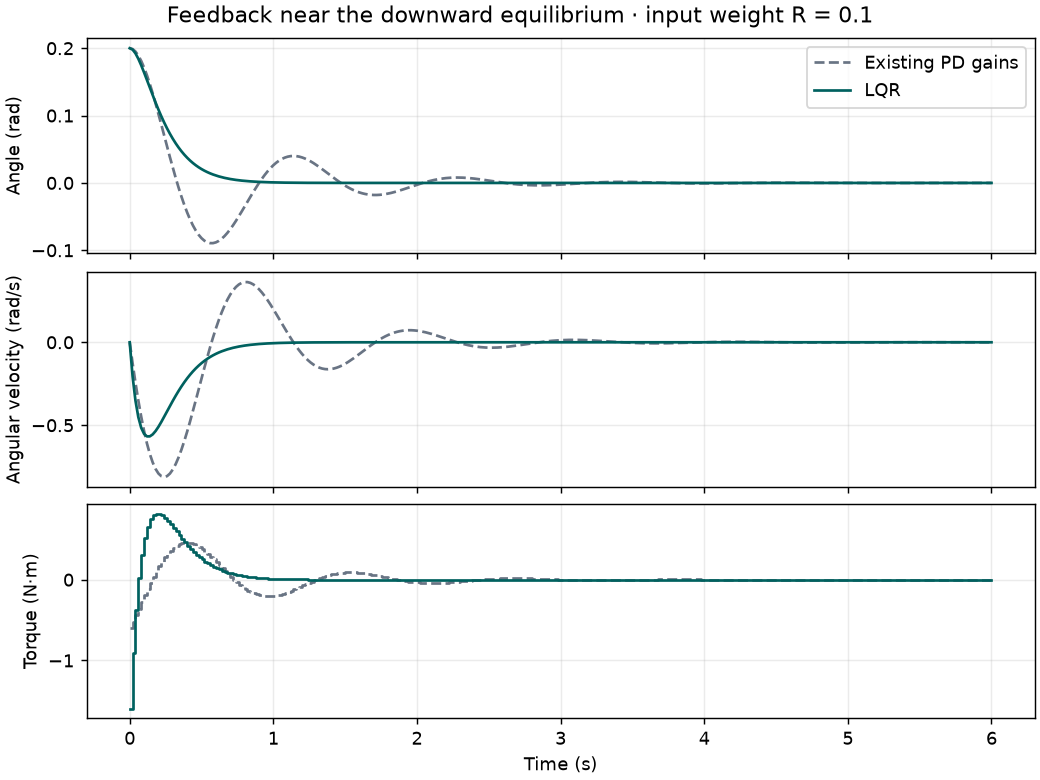 Feedback near the downward equilibrium · input weight R = 0.1
Existing PD gains
LQR
Angle (rad)
0.2
0.1
0.0
−0.1
Angular velocity (rad/s)
0.0
−0.5
Torque (N·m)
0
−1
0 1 2 3 4 5 6
Time (s)